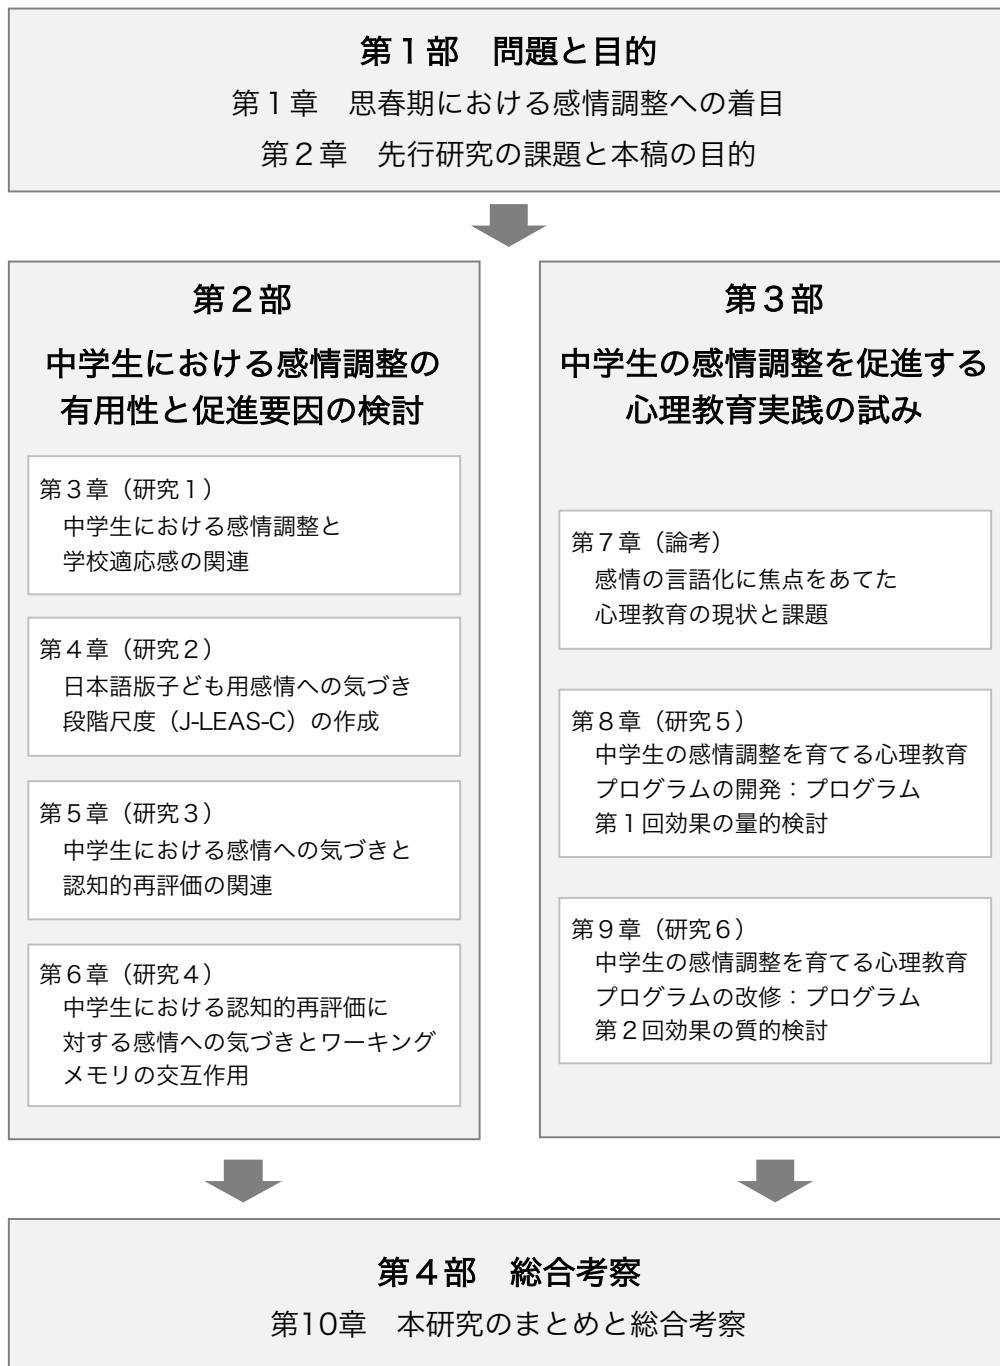 第１部　問題と目的
第１章　思春期における感情調整への着目
第２章　先行研究の課題と本稿の目的
第２部
中学生における感情調整の
有用性と促進要因の検討
第３章（研究１）
中学生における感情調整と
学校適応感の関連
第４章（研究２）
日本語版子ども用感情への気づき
段階尺度（J-LEAS-C）の作成
第５章（研究３）
中学生における感情への気づきと
認知的再評価の関連
第６章（研究４）
中学生における認知的再評価に
対する感情への気づきとワーキング
メモリの交互作用
第３部
中学生の感情調整を促進する
心理教育実践の試み
第７章（論考）
感情の言語化に焦点をあてた
心理教育の現状と課題
第８章（研究５）
中学生の感情調整を育てる心理教育
プログラムの開発：プログラム
第１回効果の量的検討
第９章（研究６）
中学生の感情調整を育てる心理教育
プログラムの改修：プログラム
第２回効果の質的検討
第４部　総合考察
第10章　本研究のまとめと総合考察